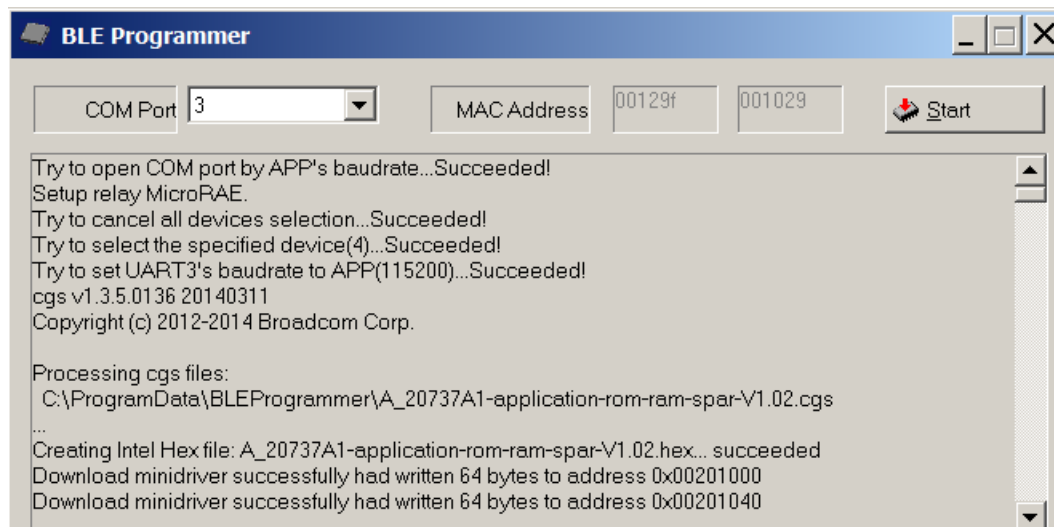 BLE Programmer
COM Port 3 MAC Address 00129f 001029 Start
Try to open COM port by APP's baudrate...Succeeded!
Setup relay MicroRAE.
Try to cancel all devices selection...Succeeded!
Try to select the specified device(4)...Succeeded!
Try to set UART3's baudrate to APP(115200)...Succeeded!
cgs v1.3.5.0136 20140311
Copyright (c) 2012-2014 Broadcom Corp.
Processing cgs files:
C:\ProgramData\BLEProgrammer\A_20737A1-application-rom-ram-spar-V1.02.cgs
...
Creating Intel Hex file: A_20737A1-application-rom-ram-spar-V1.02.hex... succeeded
Download minidriver successfully had written 64 bytes to address 0x00201000
Download minidriver successfully had written 64 bytes to address 0x00201040